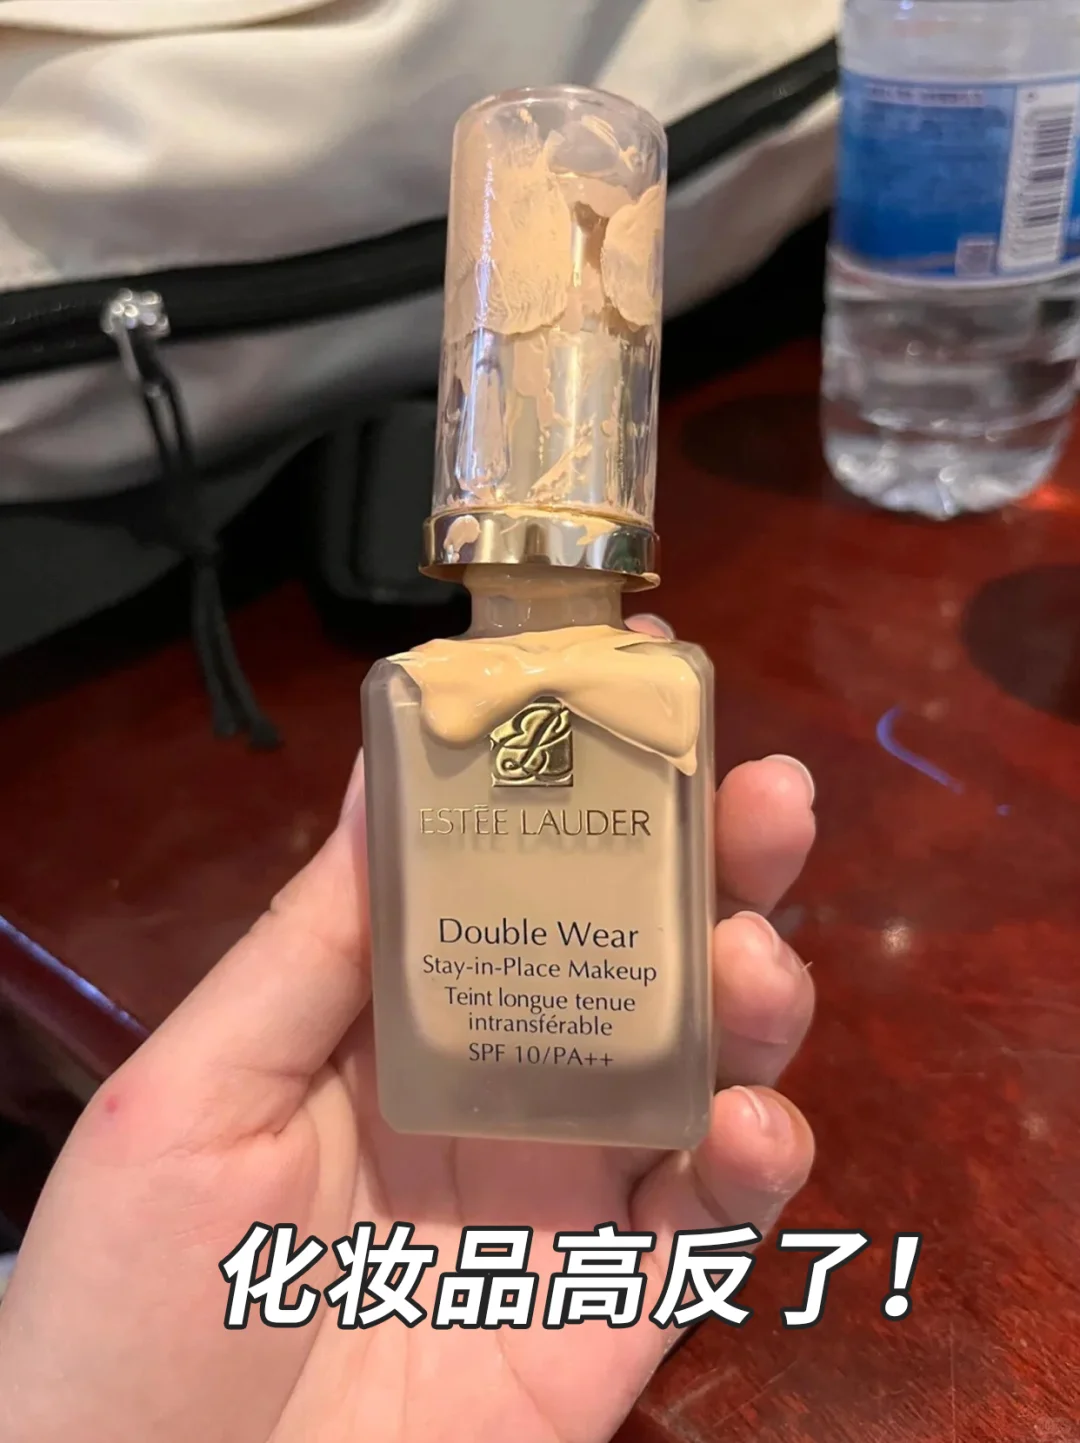 ESTĒE LAUDER
Double Wear
Stay-in-Place Makeup
Teint longue tenue
intransférable
SPF 10/PA++
化妆品高反了!